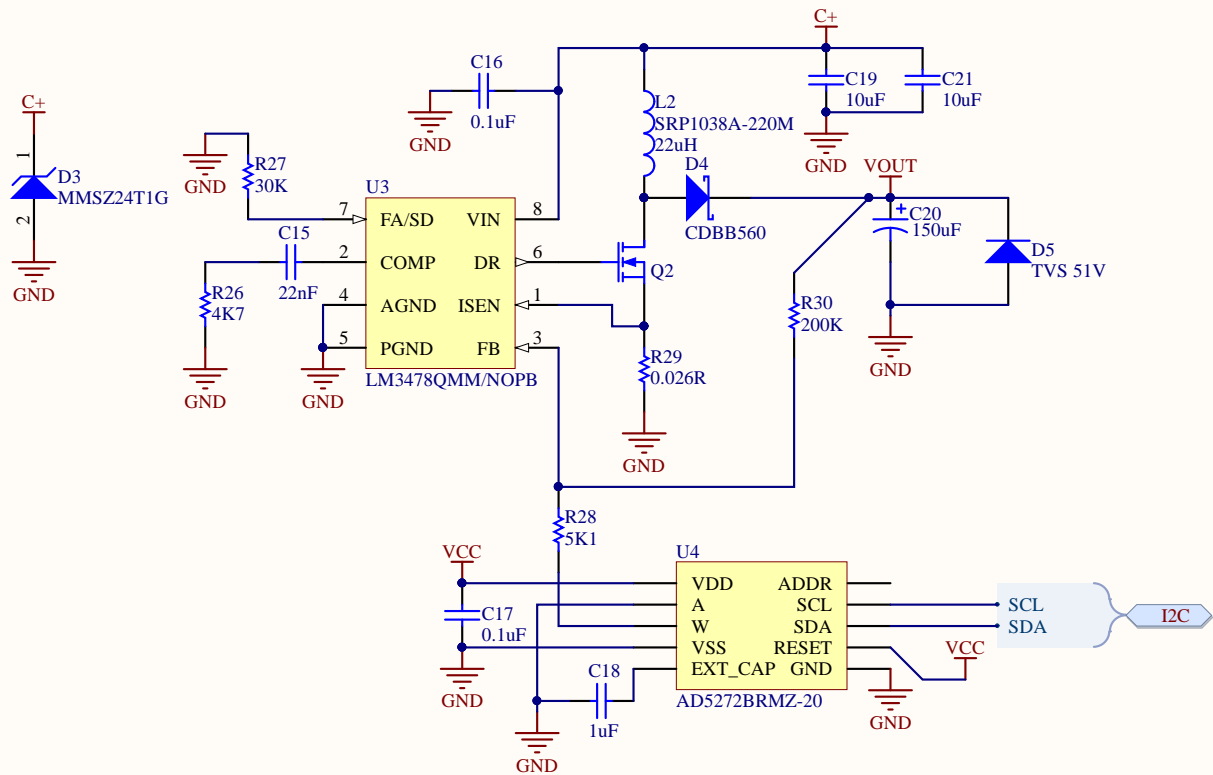 C+
C16
0.1uF
GND
C19
10uF
C21
10uF
GND
L2
SRP1038A-220M
22uH
C+
1
D3
MMSZ24T1G
2
GND
GND
R27
30K
U3
7
FA/SD
VIN
8
2
COMP
DR
6
4
AGND
ISEN
1
5
PGND
FB
3
LM3478QMM/NOPB
C15
22nF
R26
4K7
GND
GND
D4
CDBB560
VOUT
+
C20
150uF
D5
TVS 51V
GND
Q2
R30
200K
R29
0.026R
GND
R28
5K1
VCC
C17
0.1uF
GND
U4
VDD
ADDR
A
SCL
W
SDA
VSS
RESET
EXT_CAP
GND
AD5272BRMZ-20
C18
1uF
GND
SCL
SDA
I2C
VCC
GND